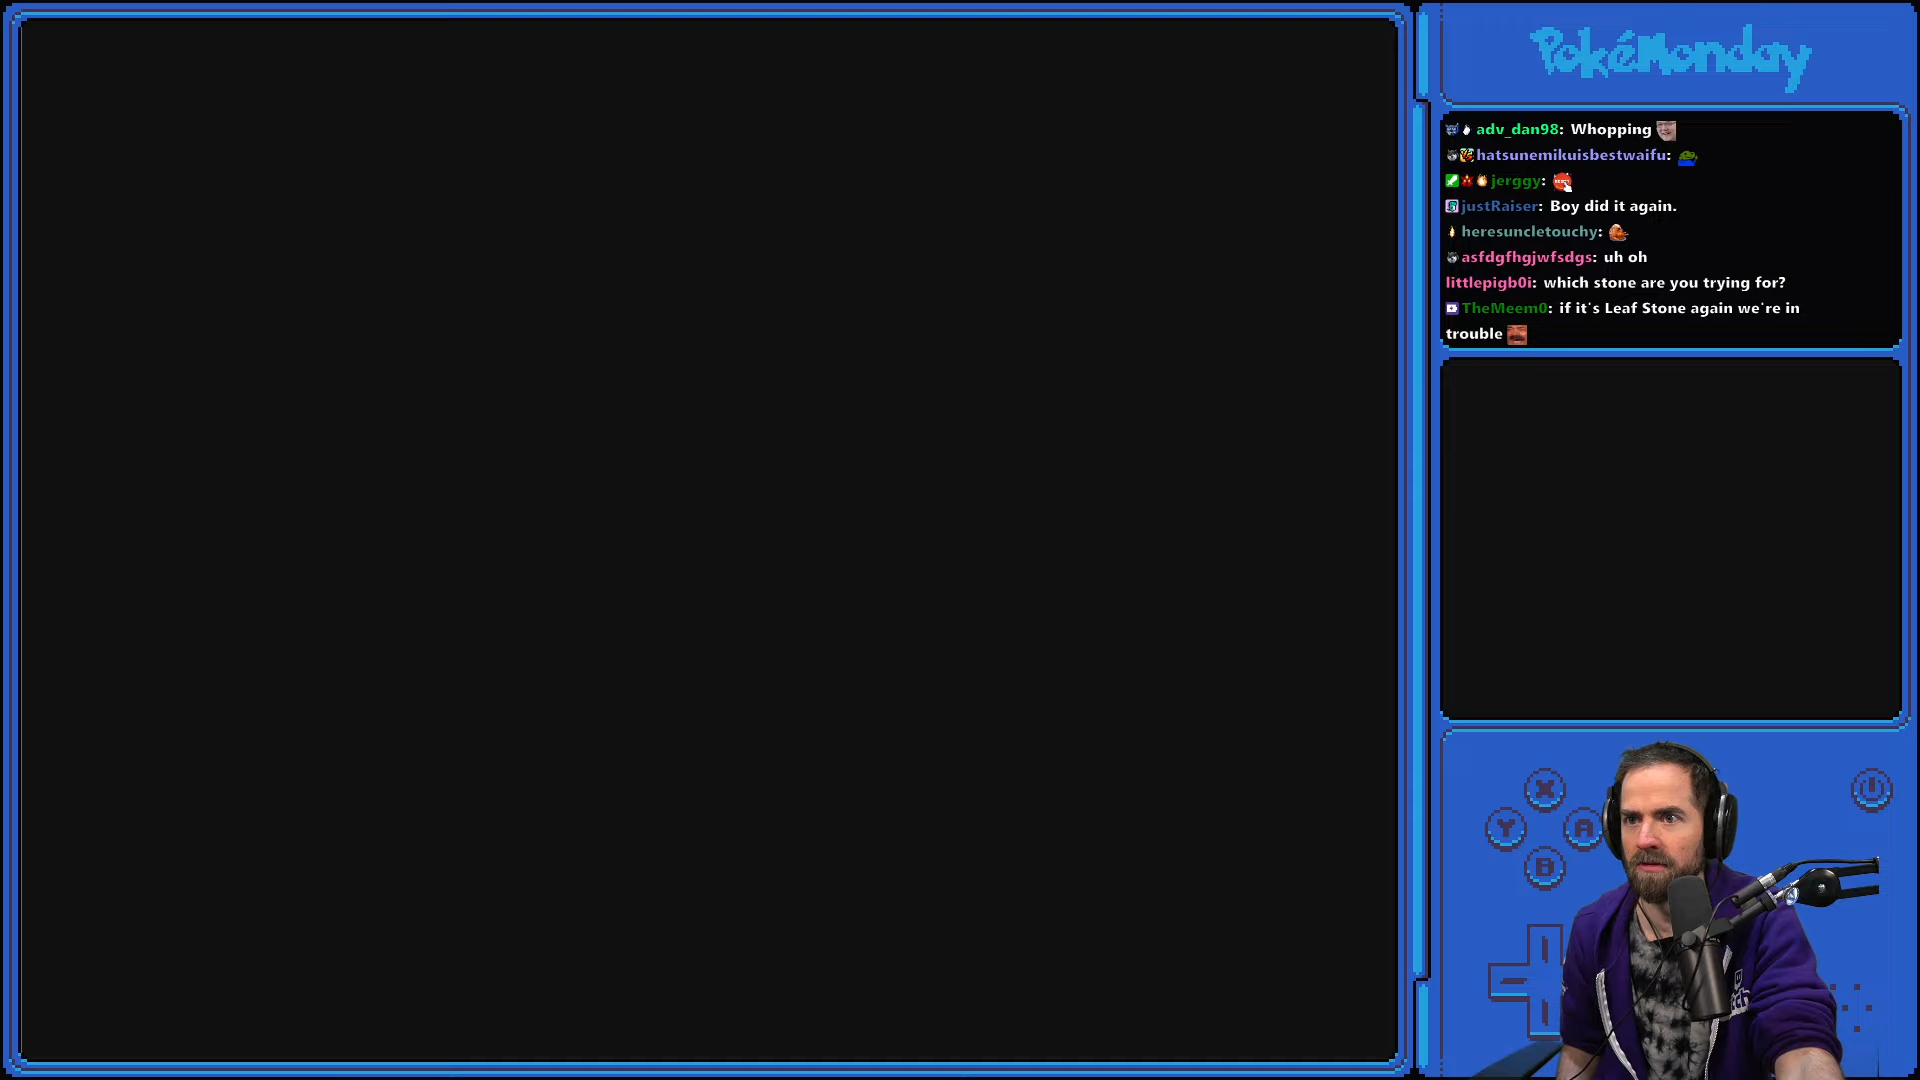 PokéMonday
adv_dan98: Whopping
hatsunemikuisbestwaifu:
jerggy:
justRaiser: Boy did it again.
heresuncletouchy:
asfdgfhgjwfsdgs: uh oh
littlepigb0i: which stone are you trying for?
TheMeem0: if it's Leaf Stone again we're in
trouble
X
Y A
B